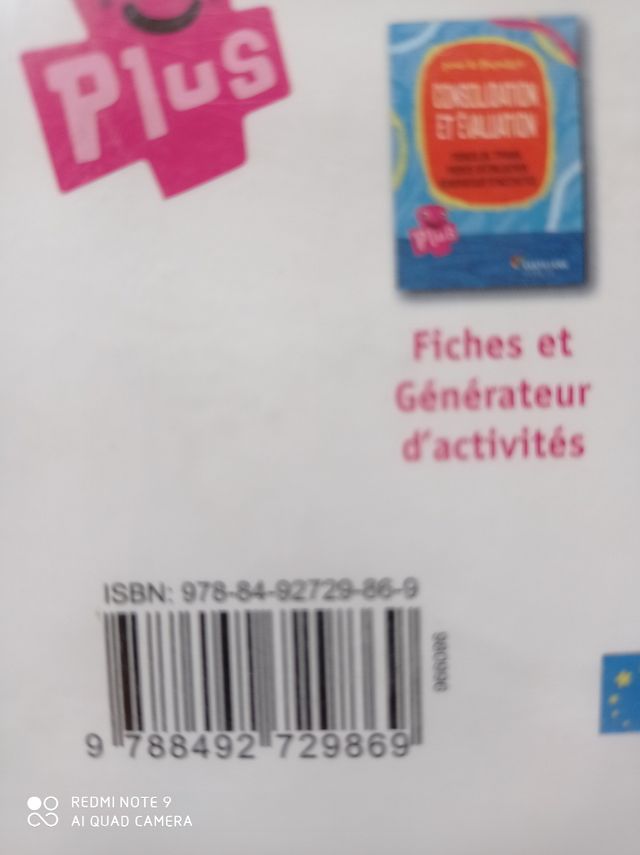 Plus
CONSOLIDATION
ET ÉVALUATION
Plus
Fiches et
Générateur
d'activités
ISBN: 978-84-92729-86-9
980996
9 788492 729869
REDMI NOTE 9
AI QUAD CAMERA